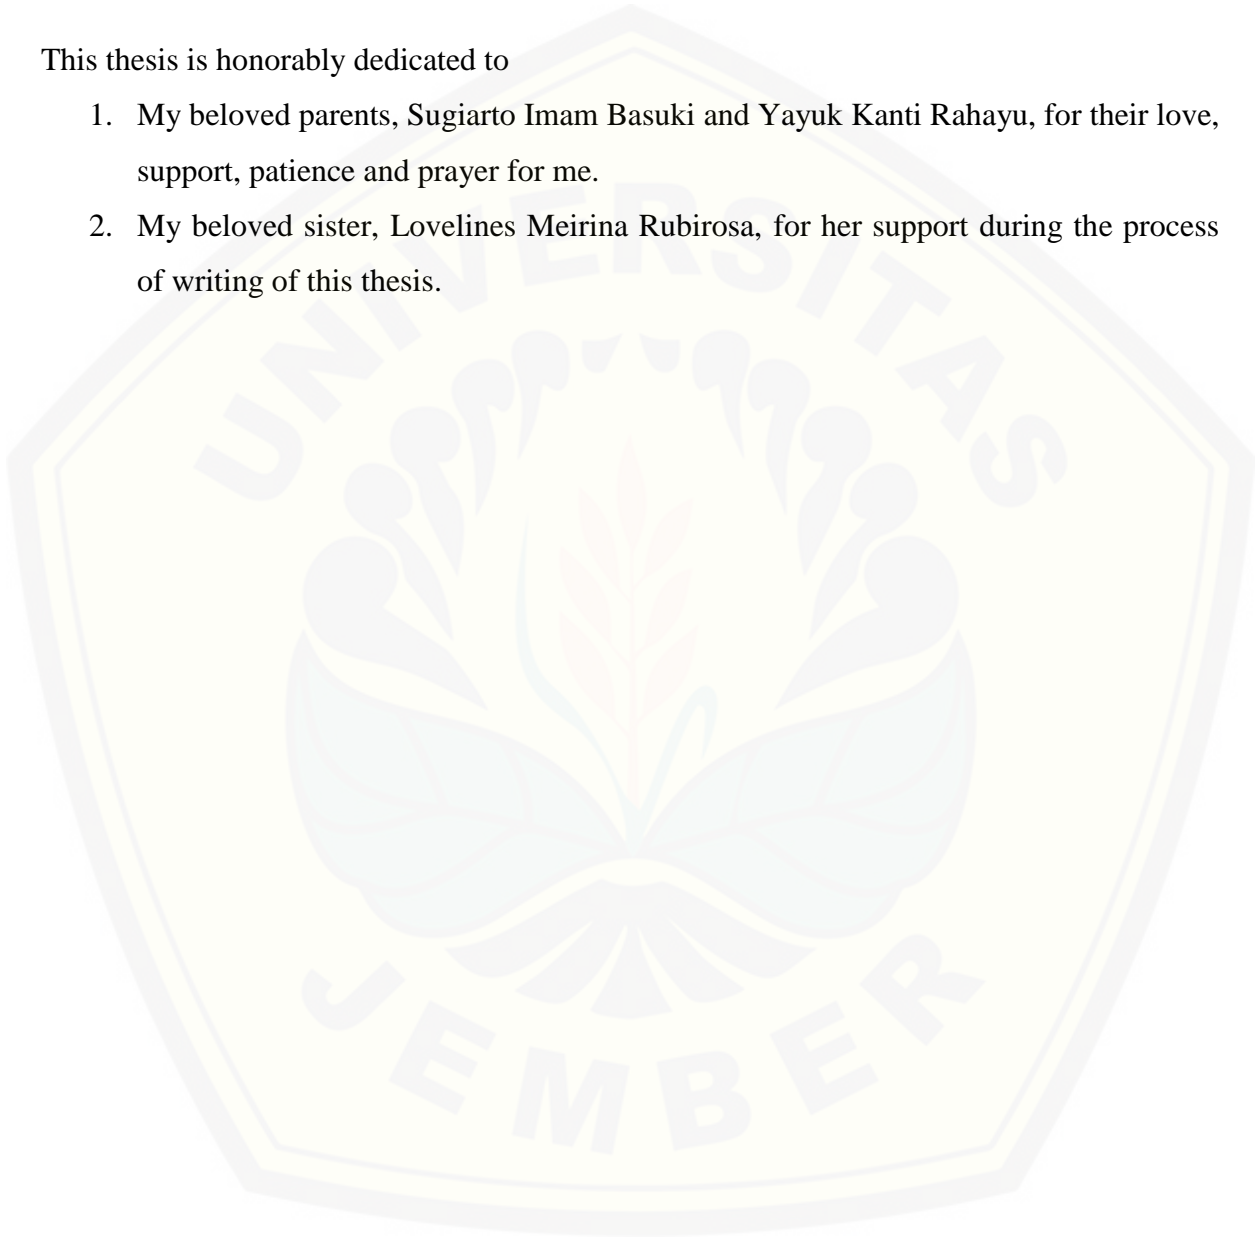 This thesis is honorably dedicated to
1. My beloved parents, Sugiarto Imam Basuki and Yayuk Kanti Rahayu, for their love,
support, patience and prayer for me.
2. My beloved sister, Lovelines Meirina Rubirosa, for her support during the process
of writing of this thesis.
UNIVERSITAS
JEMBER